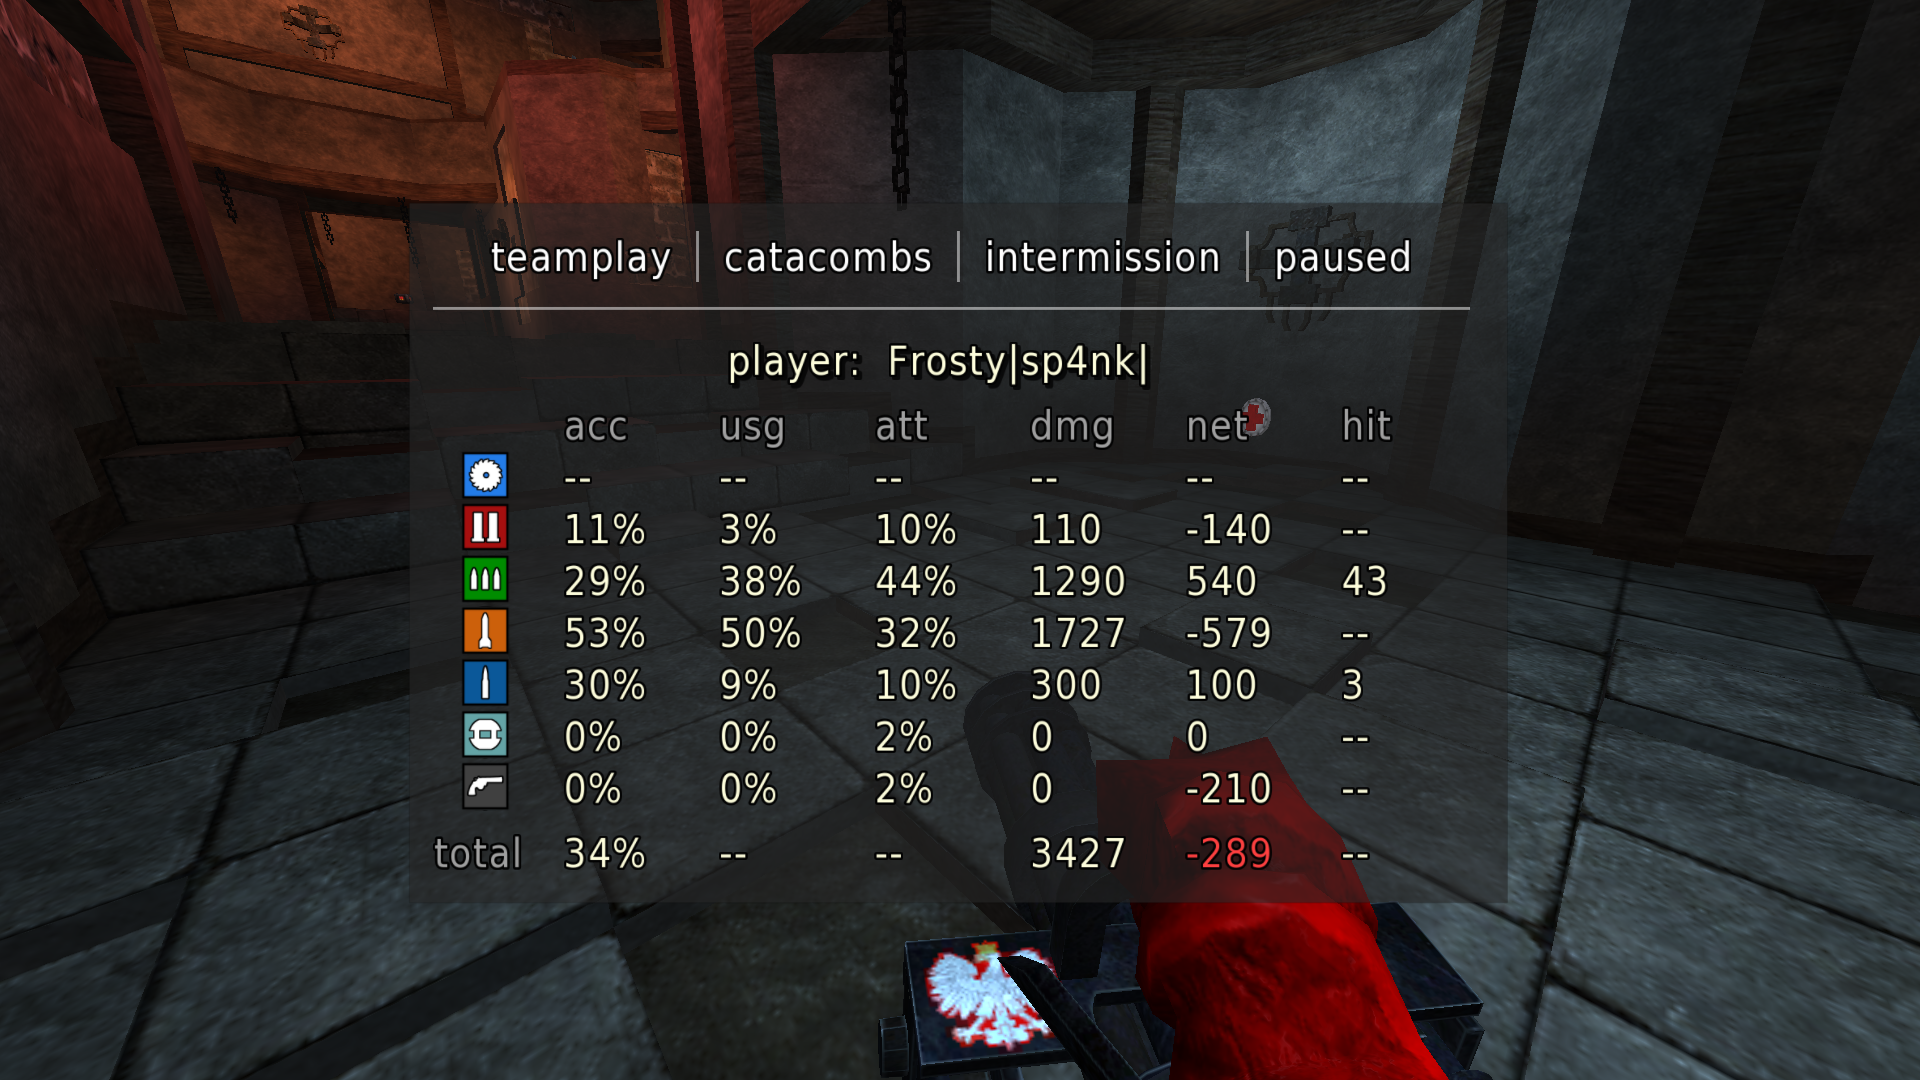 teamplay | catacombs | intermission | paused
player: Frosty|sp4nk|
acc usg att dmg net hit
-- -- -- -- -- --
11% 3% 10% 110 -140 --
29% 38% 44% 1290 540 43
53% 50% 32% 1727 -579 --
30% 9% 10% 300 100 3
0% 0% 2% 0 0 --
0% 0% 2% 0 -210 --
total 34% -- -- 3427 -289 --